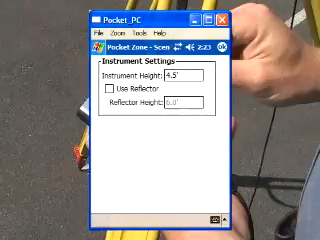 Pocket_PC
File Zoom Tools Help
Pocket Zone - Scen 2:23 ok
Instrument Settings
Instrument Height: 4.5'
Use Reflector
Reflector Height: 6.0'